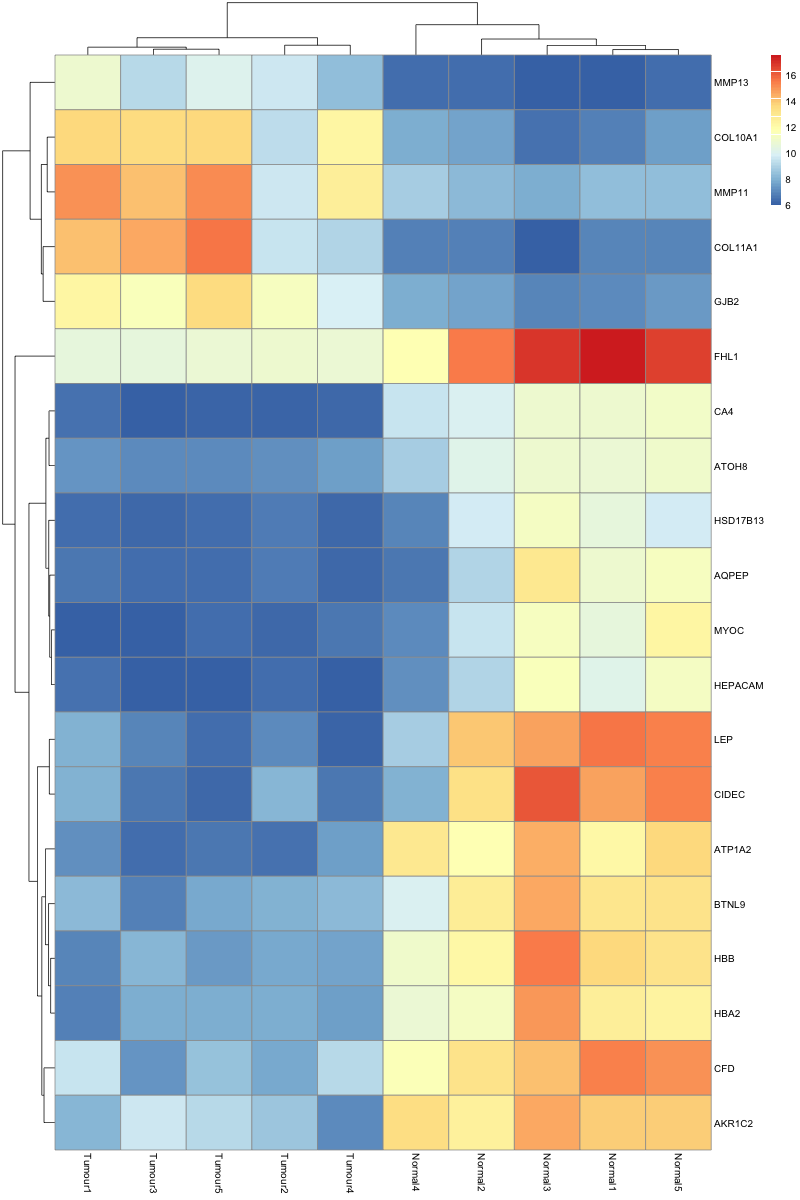 MMP13
COL10A1
MMP11
COL11A1
GJB2
FHL1
CA4
ATOH8
HSD17B13
AQPEP
MYOC
HEPACAM
LEP
CIDEC
ATP1A2
BTNL9
HBB
HBA2
CFD
AKR1C2
16
14
12
10
8
6
Tumour1
Tumour3
Tumour5
Tumour2
Tumour4
Normal4
Normal2
Normal3
Normal1
Normal5